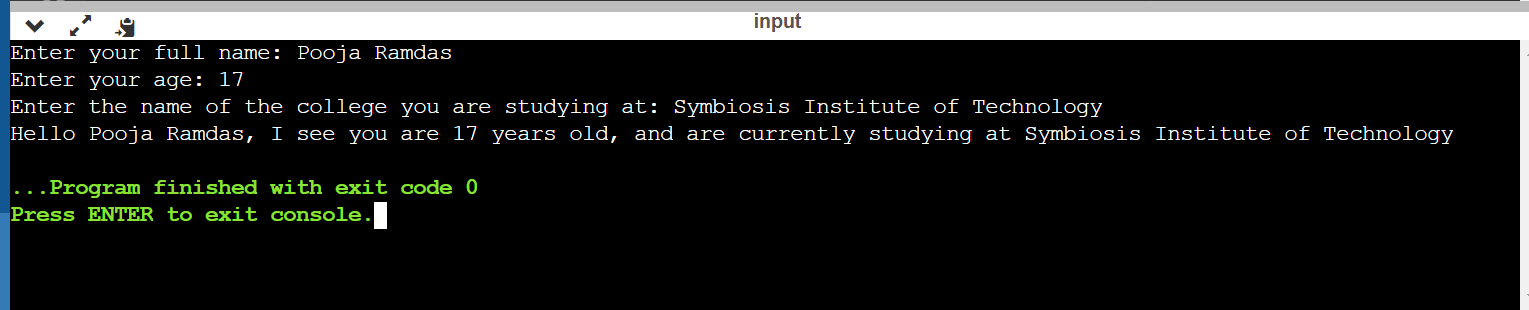 input
Enter your full name: Pooja Ramdas
Enter your age: 17
Enter the name of the college you are studying at: Symbiosis Institute of Technology
Hello Pooja Ramdas, I see you are 17 years old, and are currently studying at Symbiosis Institute of Technology
...Program finished with exit code 0
Press ENTER to exit console.